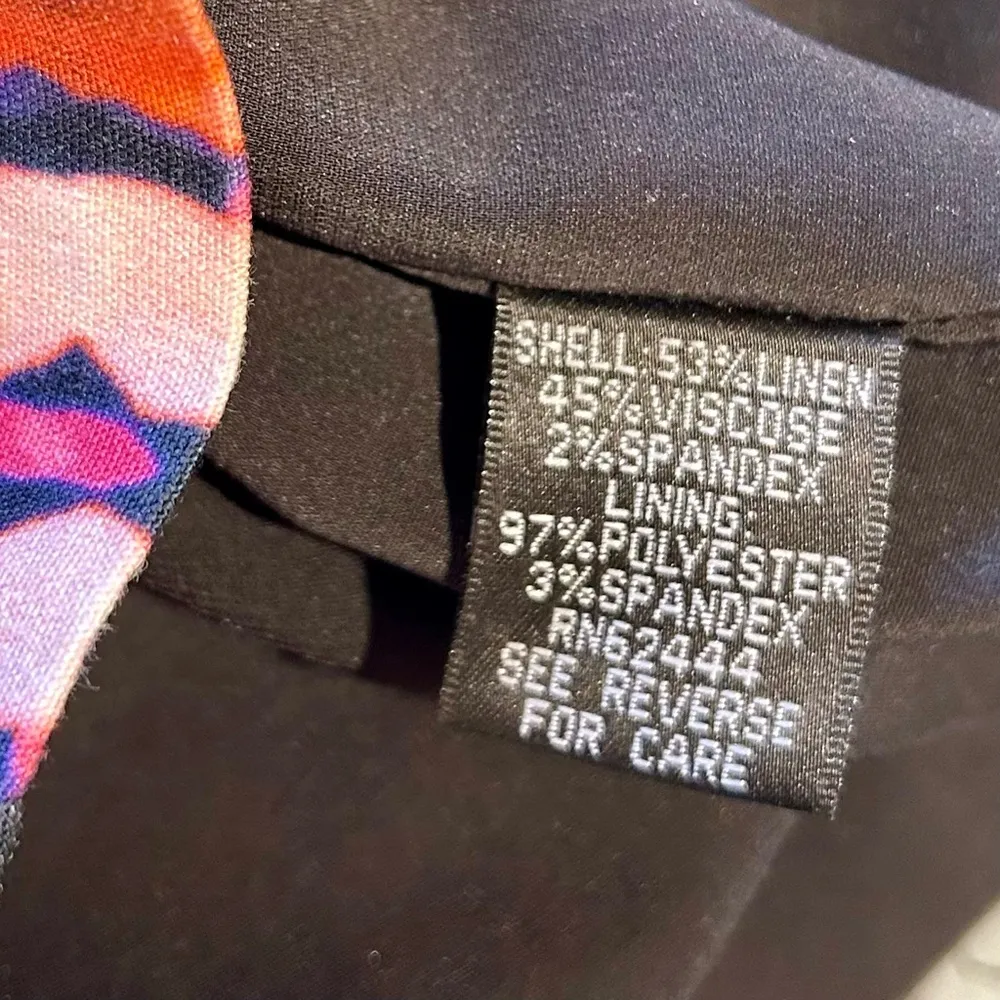 SHELL:53%LINEN
45%VISCOSE
2%SPANDEX
LINING:
97%POLYESTER
3%SPANDEX
RN62444
SEE REVERSE
FOR CARE